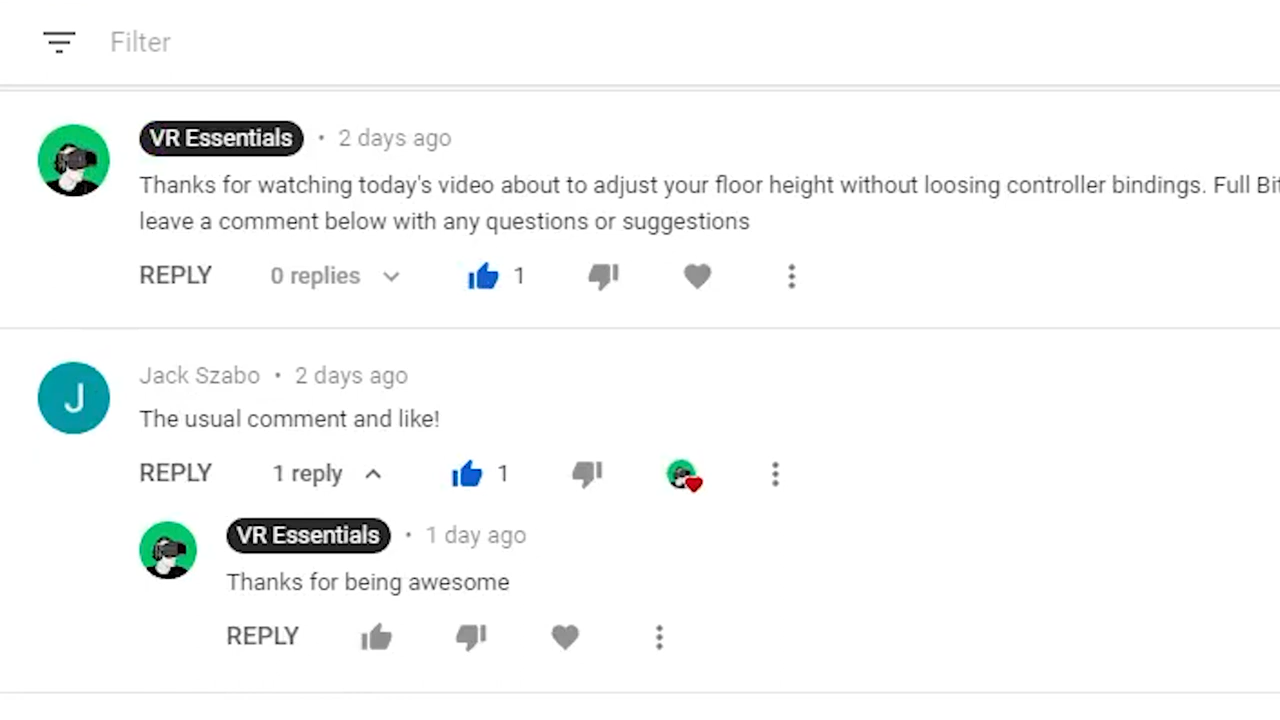 Filter
VR Essentials • 2 days ago
Thanks for watching today's video about to adjust your floor height without loosing controller bindings. Full
leave a comment below with any questions or suggestions
REPLY 0 replies 1
J
Jack Szabo • 2 days ago
The usual comment and like!
REPLY 1 reply 1
VR Essentials • 1 day ago
Thanks for being awesome
REPLY